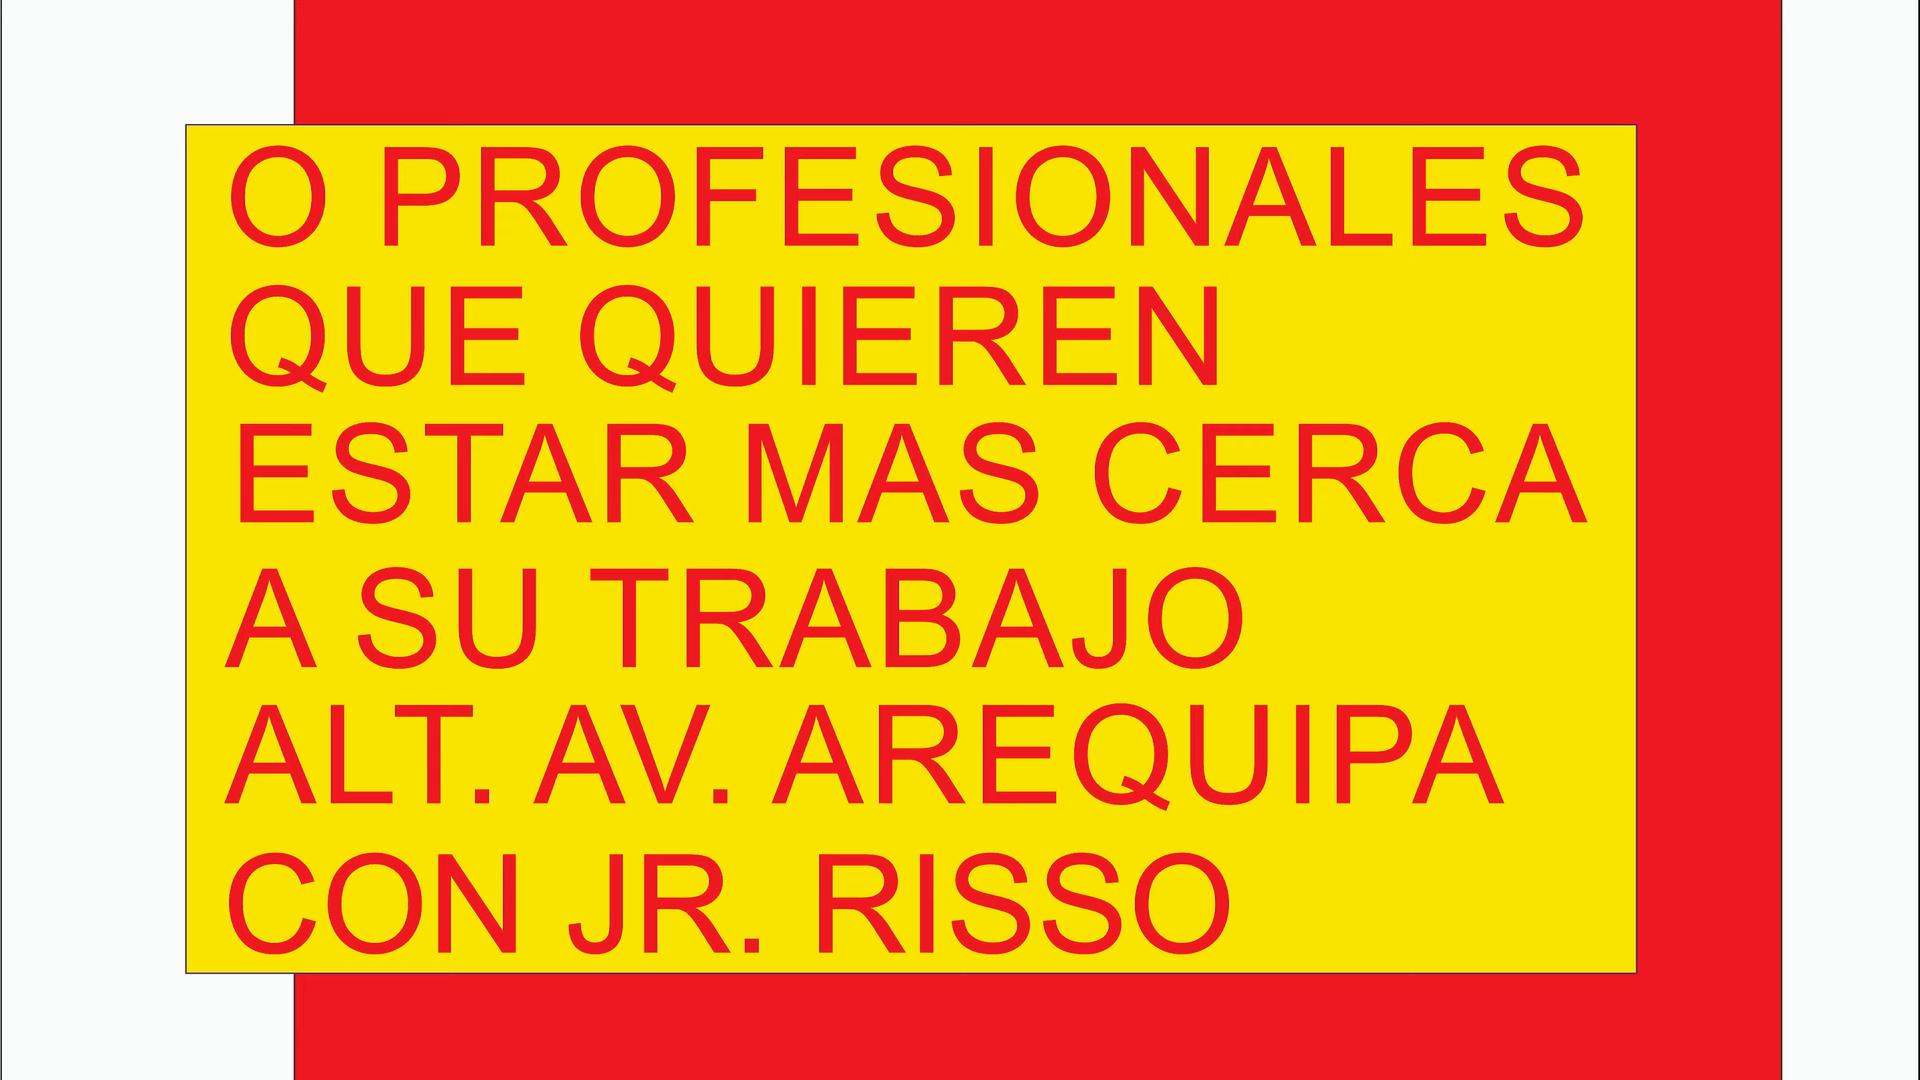 O PROFESIONALES
QUE QUIEREN
ESTAR MAS CERCA
A SU TRABAJO
ALT. AV. AREQUIPA
CON JR. RISSO